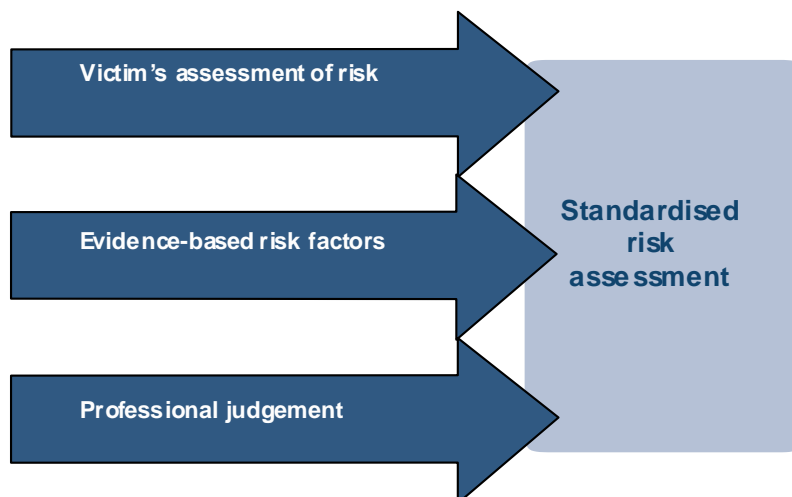 Victim's assessment of risk
Evidence-based risk factors
Professional judgement
Standardised
risk
assessment